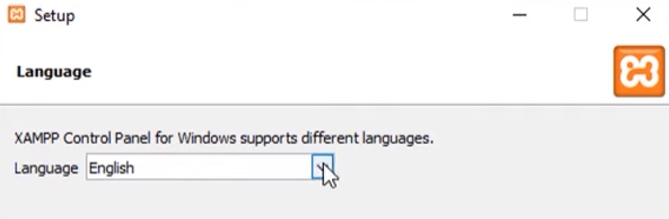 Setup
Language
XAMPP Control Panel for Windows supports different languages.
Language English